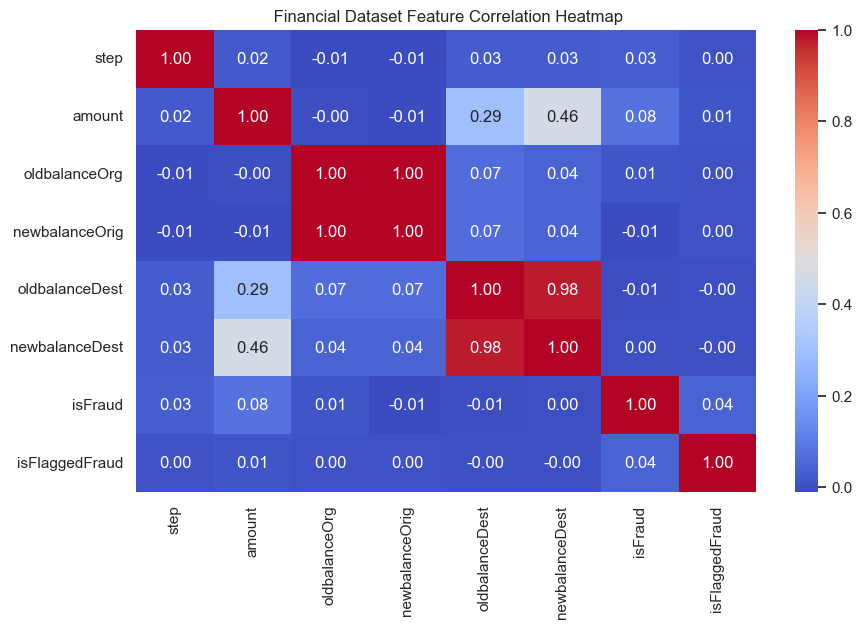 Financial Dataset Feature Correlation Heatmap
step 1.00 0.02 -0.01 -0.01 0.03 0.03 0.03 0.00
amount 0.02 1.00 -0.00 -0.01 0.29 0.46 0.08 0.01
oldbalanceOrg -0.01 -0.00 1.00 1.00 0.07 0.04 0.01 0.00
newbalanceOrig -0.01 -0.01 1.00 1.00 0.07 0.04 -0.01 0.00
oldbalanceDest 0.03 0.29 0.07 0.07 1.00 0.98 -0.01 -0.00
newbalanceDest 0.03 0.46 0.04 0.04 0.98 1.00 0.00 -0.00
isFraud 0.03 0.08 0.01 -0.01 -0.01 0.00 1.00 0.04
isFlaggedFraud 0.00 0.01 0.00 0.00 -0.00 -0.00 0.04 1.00
step
amount
oldbalanceOrg
newbalanceOrig
oldbalanceDest
newbalanceDest
isFraud
isFlaggedFraud
1.0
0.8
0.6
0.4
0.2
0.0